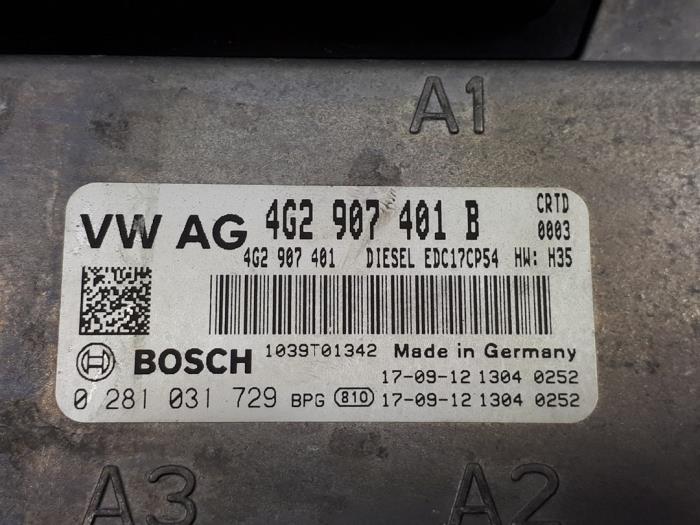 A1
VW AG 4G2 907 401 B CRTD
0003
4G2 907 401 DIESEL EDC17CP54 HW: H35
BOSCH 1039T01342 Made in Germany
17-09-12 1304 0252
0 281 031 729 BPG 810 17-09-12 1304 0252
A3 A2